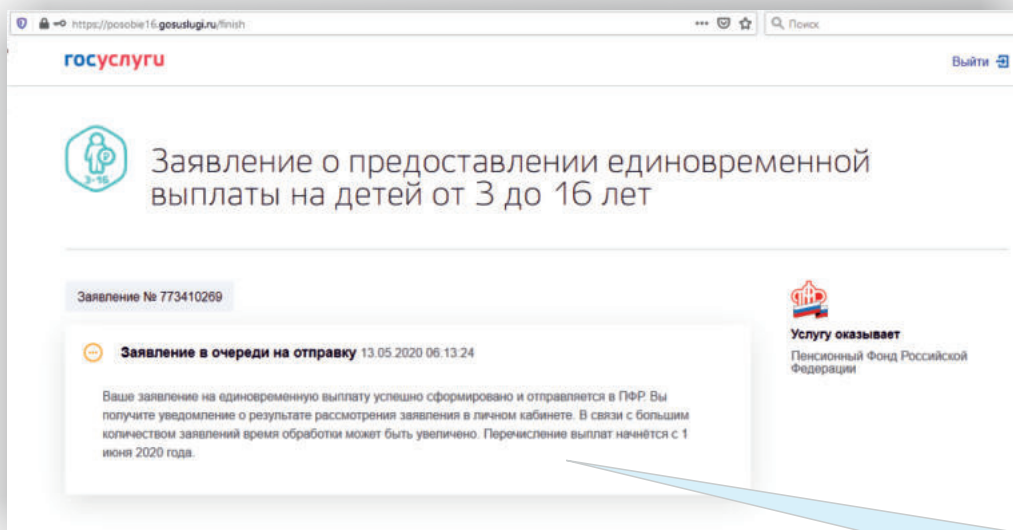 https://posobie16.gosuslugi.ru/finish
Поиск
госуслуги
Выйти
Заявление о предоставлении единовременной
выплаты на детей от 3 до 16 лет
3-16
Заявление № 773410269
Заявление в очереди на отправку 13.05.2020 06:13:24
Ваше заявление на единовременную выплату успешно сформировано и отправляется в ПФР. Вы
получите уведомление о результате рассмотрения заявления в личном кабинете. В связи с большим
количеством заявлений время обработки может быть увеличено. Перечисление выплат начнётся с 1
июня 2020 года.
Услугу оказывает
Пенсионный Фонд Российской
Федерации